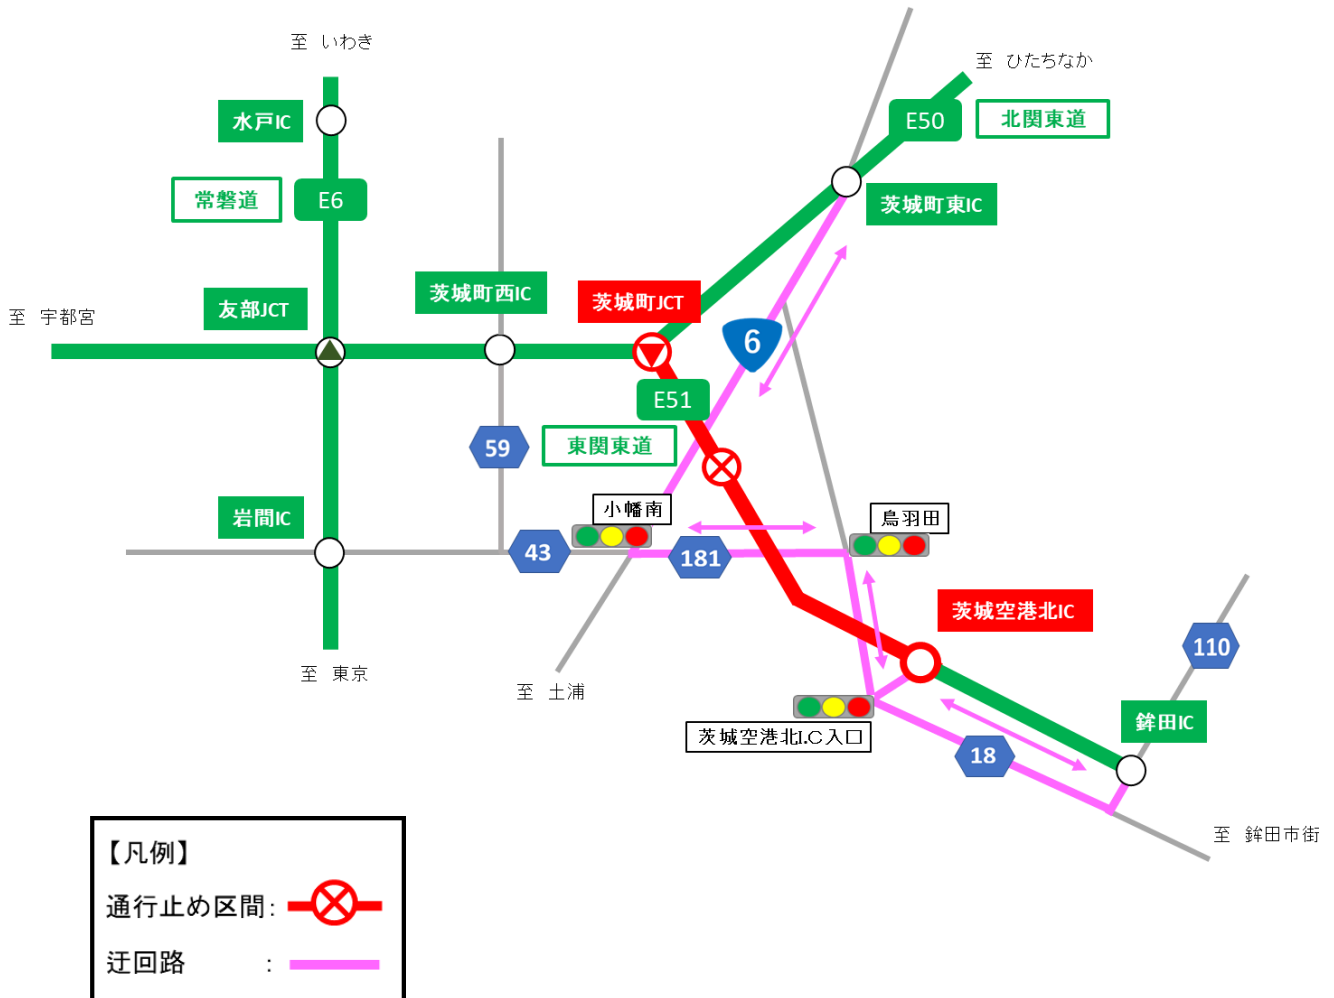 至 いわき
至 ひたちなか
水戸IC
E50
北関東道
常磐道
E6
茨城町東IC
茨城町西IC
茨城町JCT
友部JCT
至 宇都宮
6
E51
59
東関東道
岩間IC
小幡南
鳥羽田
43
181
茨城空港北IC
110
至 東京
至 土浦
茨城空港北I.C入口
18
鉾田IC
至 鉾田市街
【凡例】
通行止め区間:
迂回路 :